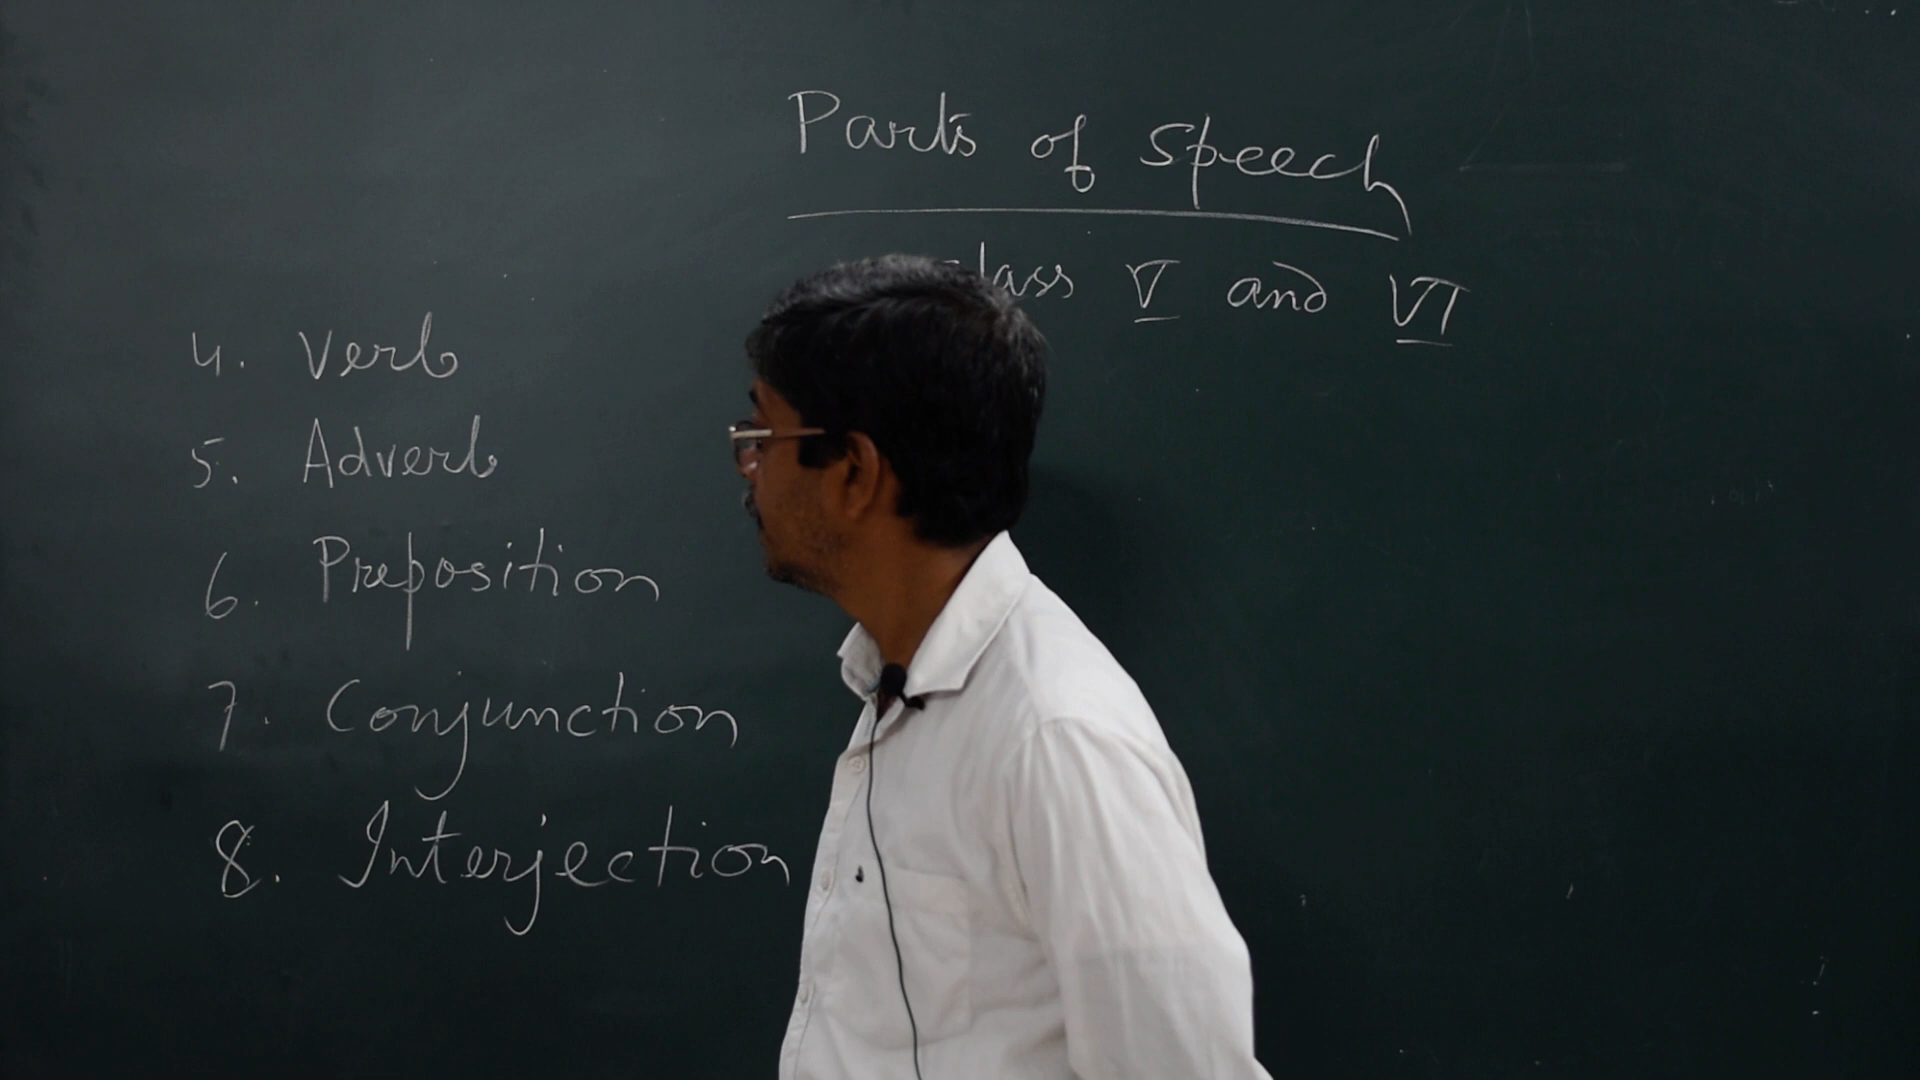 Parts of Speech
class V and VI
4. Verb
5. Adverb
6. Preposition
7. Conjunction
8. Interjection